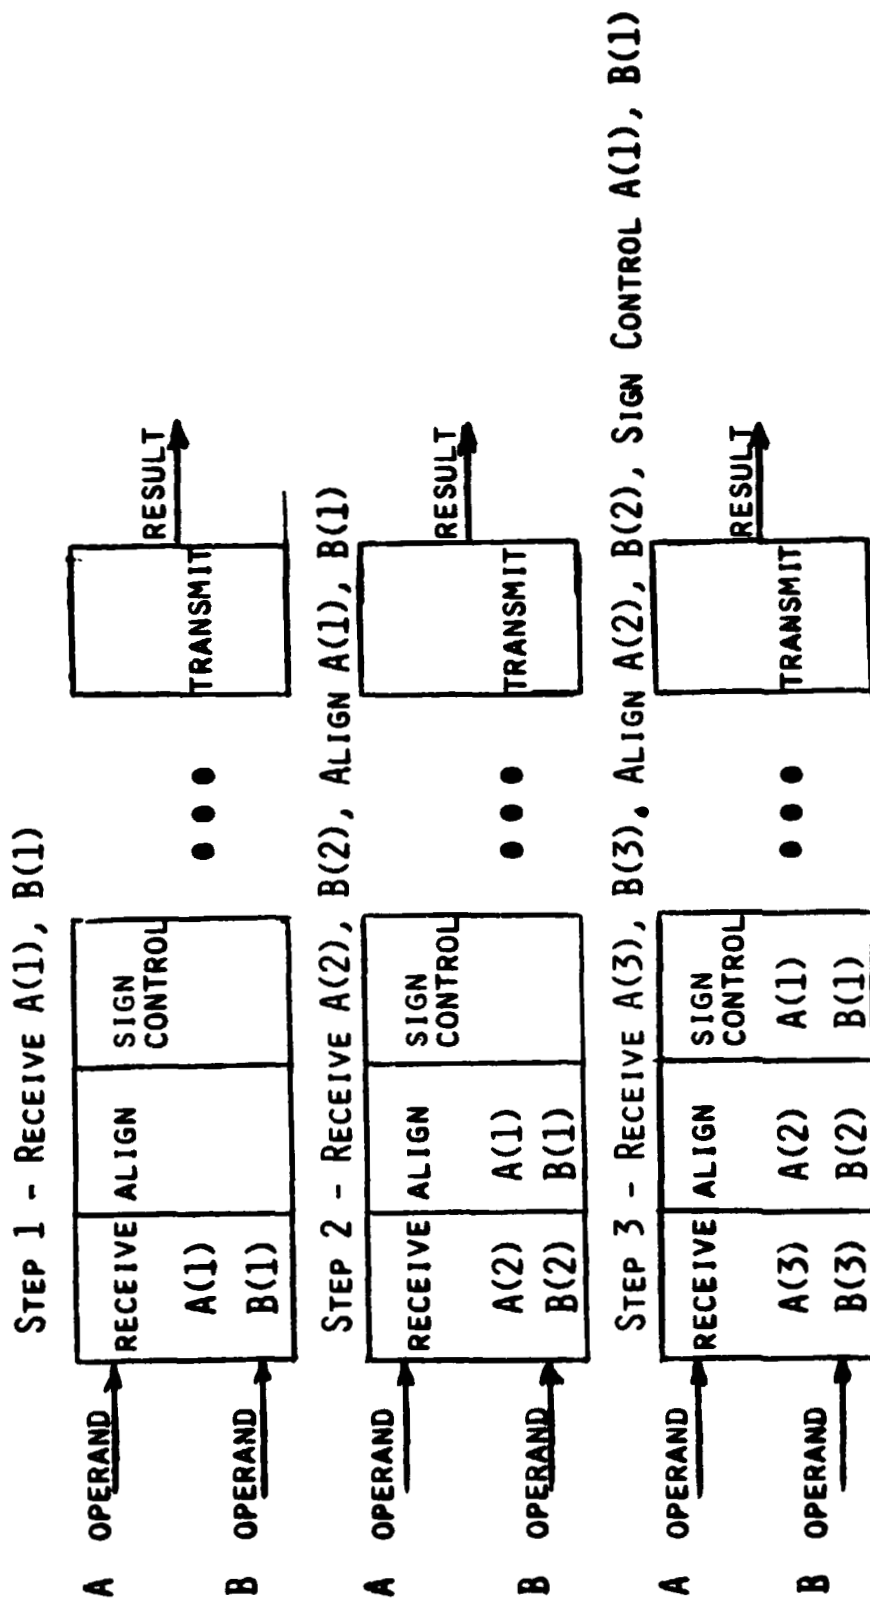 STEP 1 - RECEIVE A(1), B(1)
A OPERAND
B OPERAND
RECEIVE
A(1)
B(1)
ALIGN
SIGN
CONTROL
TRANSMIT
RESULT
STEP 2 - RECEIVE A(2), B(2), ALIGN A(1), B(1)
A OPERAND
B OPERAND
RECEIVE
A(2)
B(2)
ALIGN
A(1)
B(1)
SIGN
CONTROL
TRANSMIT
RESULT
STEP 3 - RECEIVE A(3), B(3), ALIGN A(2), B(2), SIGN CONTROL A(1), B(1)
A OPERAND
B OPERAND
RECEIVE
A(3)
B(3)
ALIGN
A(2)
B(2)
SIGN
CONTROL
A(1)
B(1)
TRANSMIT
RESULT